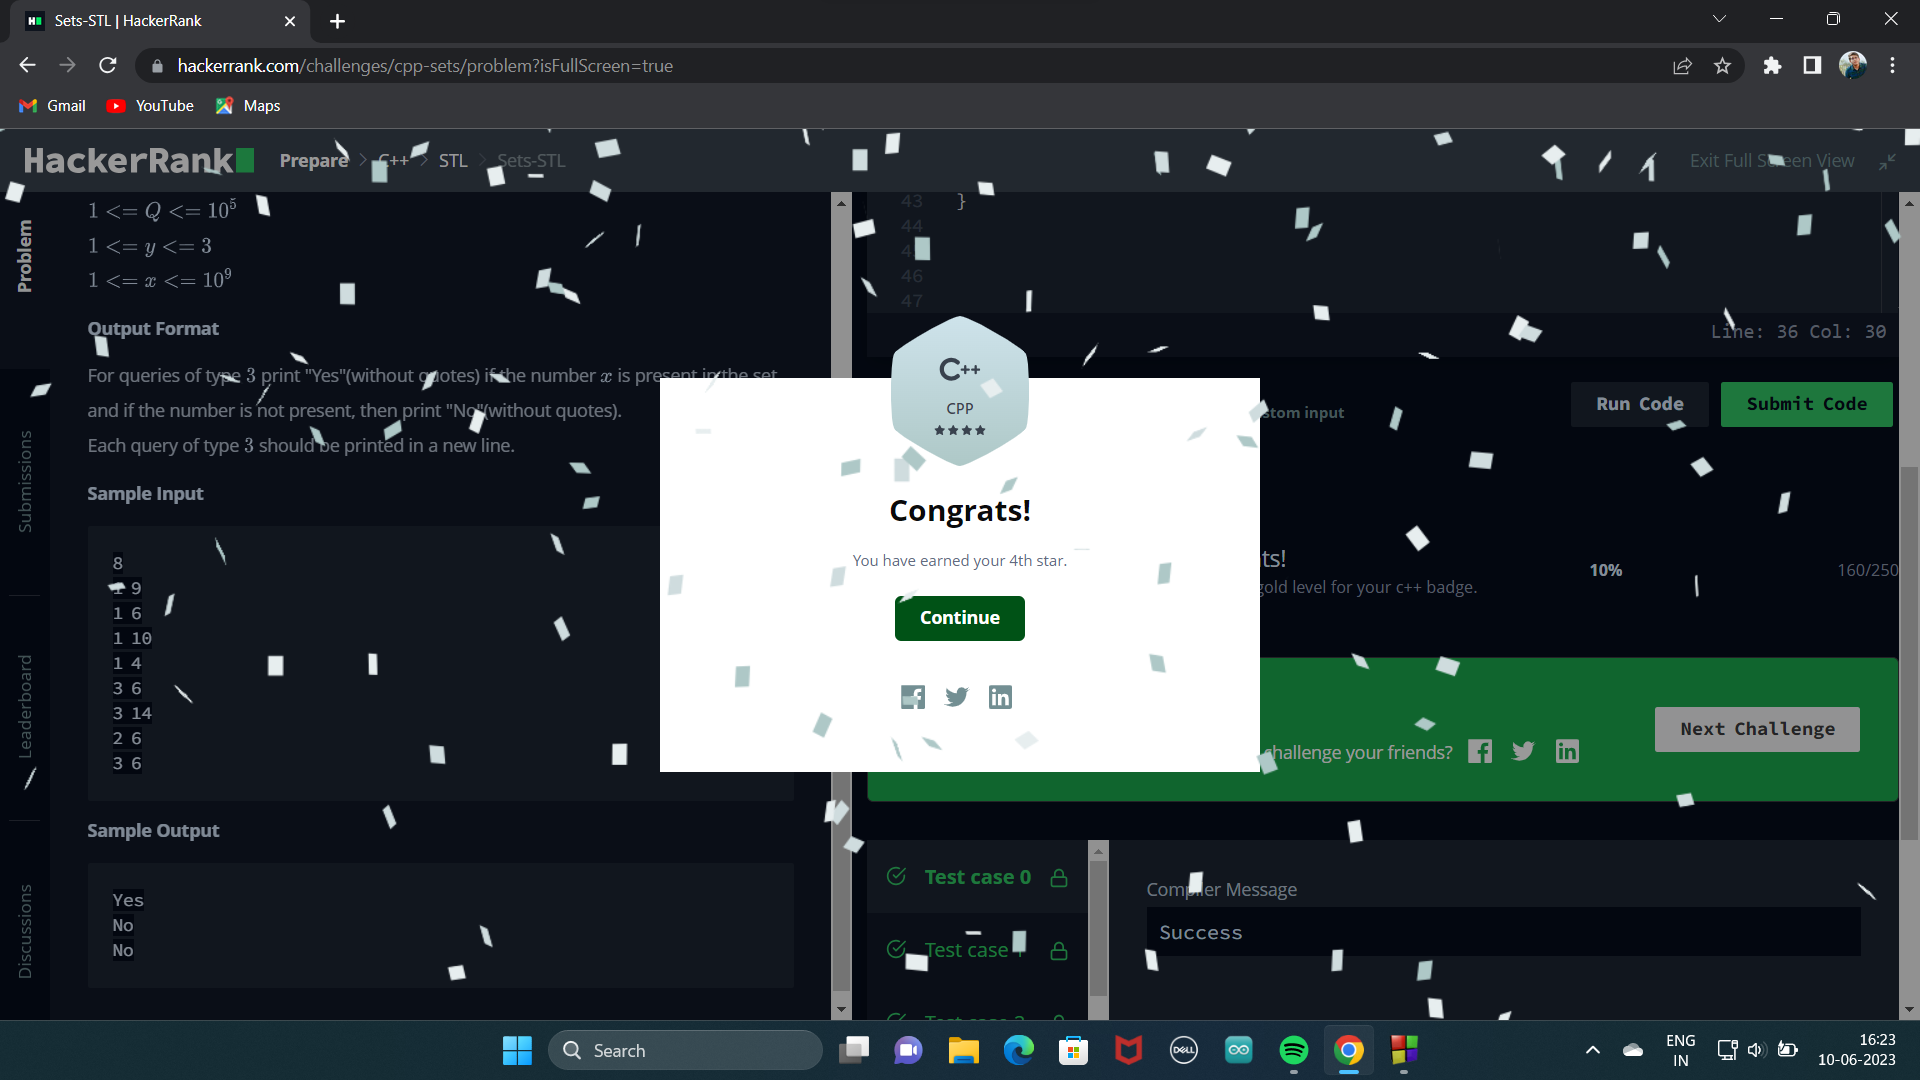 Sets-STL | HackerRank
hackerrank.com/challenges/cpp-sets/problem?isFullScreen=true
Gmail
YouTube
Maps
HackerRank
Prepare > C++ > STL > Sets-STL
Exit Full Screen View
Problem
Submissions
Leaderboard
Discussions
1 <= Q <= 10^5
1 <= y <= 3
1 <= x <= 10^9
Output Format
For queries of type 3 print "Yes"(without quotes) if the number x is present in the set
and if the number is not present, then print "No"(without quotes).
Each query of type 3 should be printed in a new line.
Sample Input
8
1 9
1 6
1 10
1 4
3 6
3 14
2 6
3 6
Sample Output
Yes
No
No
43 }
44
46
47
Line: 36 Col: 30
stom input
Run Code
Submit Code
C++
CPP
Congrats!
You have earned your 4th star.
Continue
ts!
gold level for your c++ badge.
10%
160/250
challenge your friends?
Next Challenge
Test case 0
Test case 1
Test case 2
Compiler Message
Success
Search
DELL
ENG
IN
16:23
10-06-2023